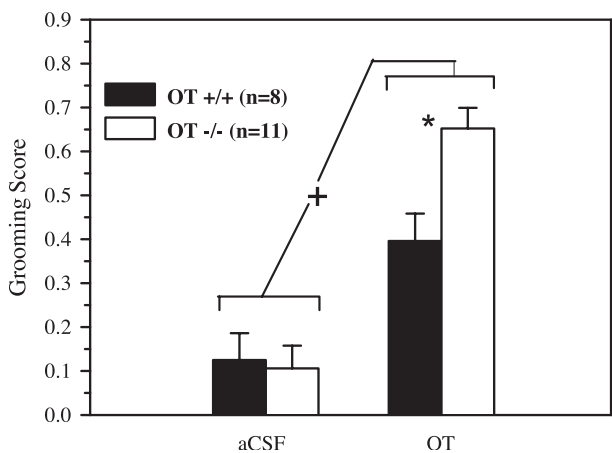 0.9
0.8
0.7
0.6
0.5
0.4
0.3
0.2
0.1
0.0
Grooming Score
OT +/+ (n=8)
OT -/- (n=11)
*
+
aCSF
OT